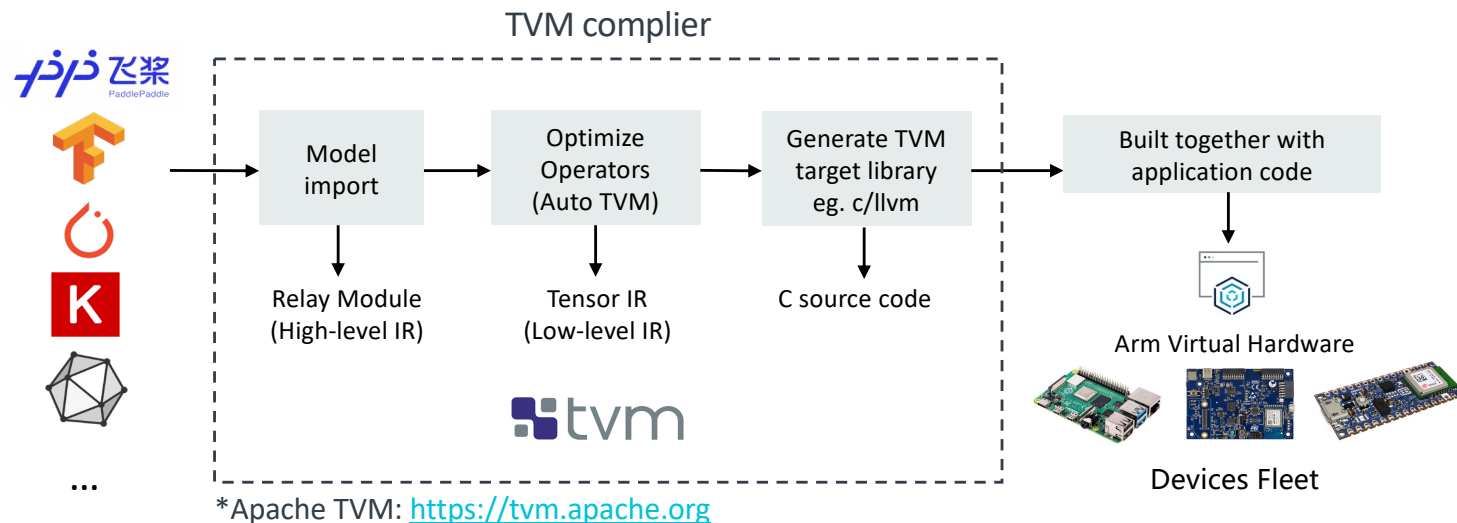 TVM complier
飞桨
PaddlePaddle
K
...
Model
import
Optimize
Operators
(Auto TVM)
Generate TVM
target library
eg. c/llvm
Built together with
application code
Relay Module
(High-level IR)
Tensor IR
(Low-level IR)
C source code
Arm Virtual Hardware
tvm
Devices Fleet
*Apache TVM: https://tvm.apache.org